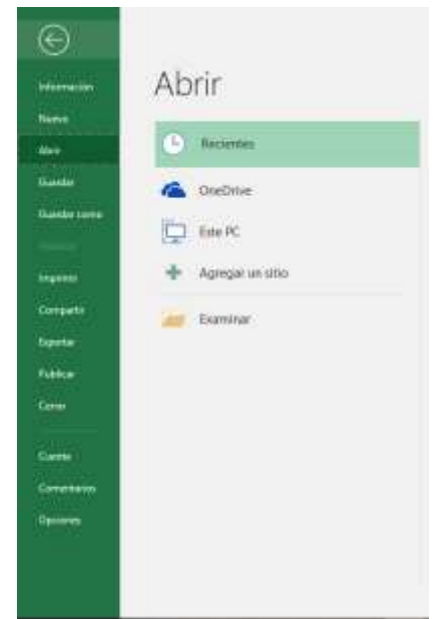 Información
Nuevo
Abrir
Guardar
Guardar como
Imprimir
Compartir
Exportar
Publicar
Cerrar
Cuenta
Comentarios
Opciones
Abrir
Recientes
OneDrive
Este PC
Agregar un sitio
Examinar